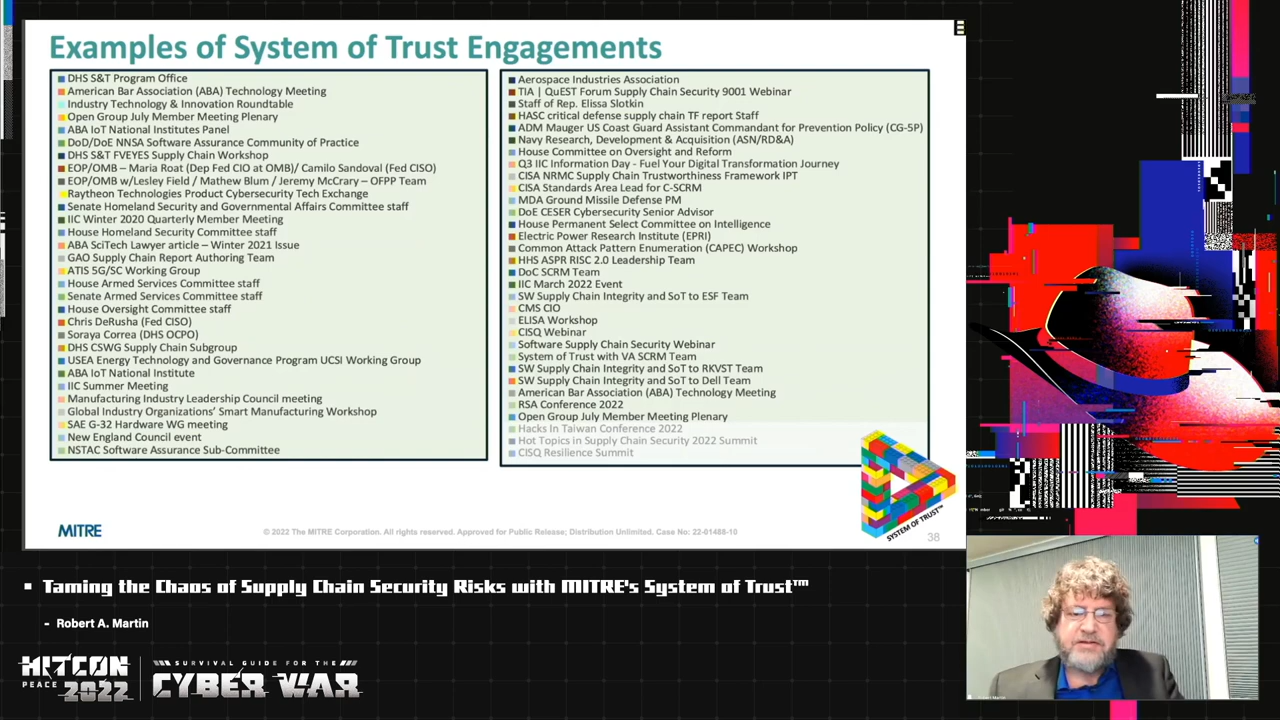 Examples of System of Trust Engagements
DHS S&T Program Office
American Bar Association (ABA) Technology Meeting
Industry Technology & Innovation Roundtable
Open Group July Member Meeting Plenary
ABA IoT National Institutes Panel
DoD/DoE NNSA Software Assurance Community of Practice
DHS S&T FVEYES Supply Chain Workshop
EOP/OMB – Maria Roat (Dep Fed CIO at OMB)/ Camilo Sandoval (Fed CISO)
EOP/OMB w/Lesley Field / Mathew Blum / Jeremy McCrary – OFPP Team
Raytheon Technologies Product Cybersecurity Tech Exchange
Senate Homeland Security and Governmental Affairs Committee staff
IIC Winter 2020 Quarterly Member Meeting
House Homeland Security Committee staff
ABA SciTech Lawyer article – Winter 2021 Issue
GAO Supply Chain Report Authoring Team
ATIS 5G/SC Working Group
House Armed Services Committee staff
Senate Armed Services Committee staff
House Oversight Committee staff
Chris DeRusha (Fed CISO)
Soraya Correa (DHS OCPO)
DHS CSWG Supply Chain Subgroup
USEA Energy Technology and Governance Program UCSI Working Group
ABA IoT National Institute
IIC Summer Meeting
Manufacturing Industry Leadership Council meeting
Global Industry Organizations' Smart Manufacturing Workshop
SAE G-32 Hardware WG meeting
New England Council event
NSTAC Software Assurance Sub-Committee
Aerospace Industries Association
TIA | QuEST Forum Supply Chain Security 9001 Webinar
Staff of Rep. Elissa Slotkin
HASC critical defense supply chain TF report Staff
ADM Mauger US Coast Guard Assistant Commandant for Prevention Policy (CG-5P)
Navy Research, Development & Acquisition (ASN/RD&A)
House Committee on Oversight and Reform
Q3 IIC Information Day - Fuel Your Digital Transformation Journey
CISA NRMC Supply Chain Trustworthiness Framework IPT
CISA Standards Area Lead for C-SCRM
MDA Ground Missile Defense PM
DoE CESER Cybersecurity Senior Advisor
House Permanent Select Committee on Intelligence
Electric Power Research Institute (EPRI)
Common Attack Pattern Enumeration (CAPEC) Workshop
HHS ASPR RISC 2.0 Leadership Team
DoC SCRM Team
IIC March 2022 Event
SW Supply Chain Integrity and SoT to ESF Team
CMS CIO
ELISA Workshop
CISQ Webinar
Software Supply Chain Security Webinar
System of Trust with VA SCRM Team
SW Supply Chain Integrity and SoT to RKVST Team
SW Supply Chain Integrity and SoT to Dell Team
American Bar Association (ABA) Technology Meeting
RSA Conference 2022
Open Group July Member Meeting Plenary
Hacks In Taiwan Conference 2022
Hot Topics in Supply Chain Security 2022 Summit
CISQ Resilience Summit
SYSTEM OF TRUST™
MITRE
© 2022 The MITRE Corporation. All rights reserved. Approved for Public Release; Distribution Unlimited. Case No: 22-01468-10
38
Taming the Chaos of Supply Chain Security Risks with MITRE's System of Trust™
- Robert A. Martin
HITCON
PEACE 2022
SURVIVAL GUIDE FOR THE
CYBER WAR